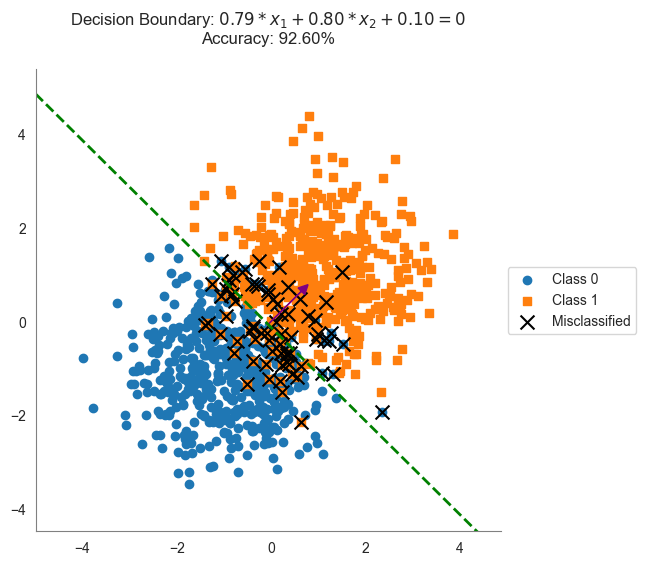 Decision Boundary: 0.79 * x₁ + 0.80 * x₂ + 0.10 = 0
Accuracy: 92.60%
4
2
0
−2
−4
−4
−2
0
2
4
Class 0
Class 1
Misclassified